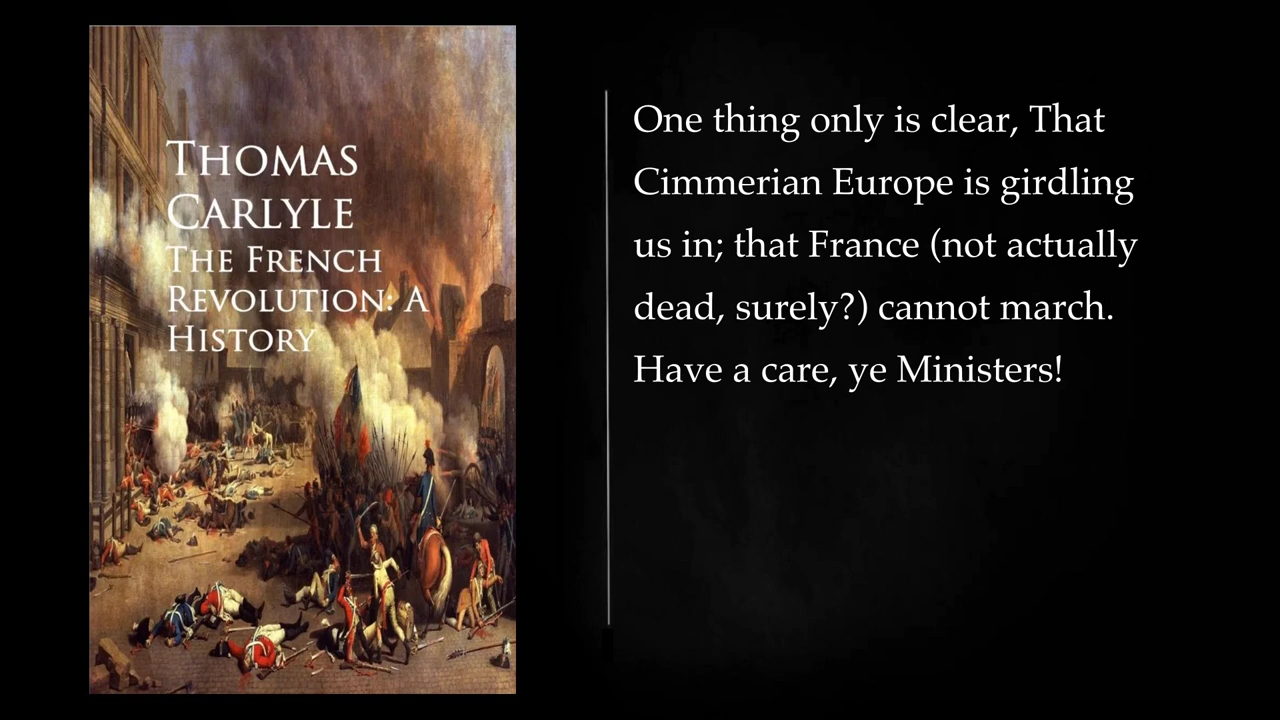 THOMAS
CARLYLE
THE FRENCH
REVOLUTION: A
HISTORY
One thing only is clear, That
Cimmerian Europe is girdling
us in; that France (not actually
dead, surely?) cannot march.
Have a care, ye Ministers!